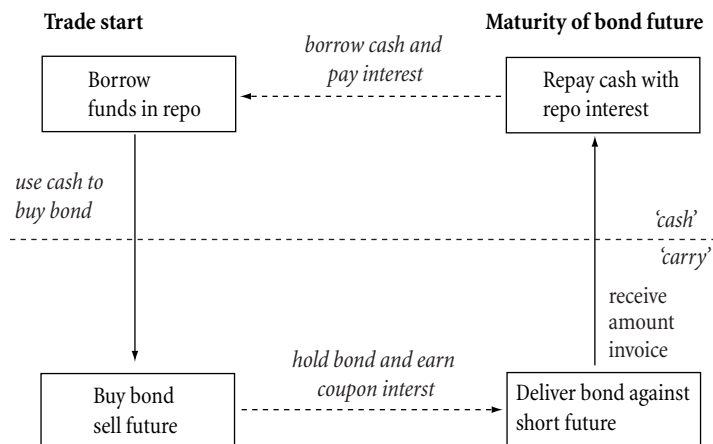 Trade start
Maturity of bond future
borrow cash and
pay interest
Borrow
funds in repo
Repay cash with
repo interest
use cash to
buy bond
‘cash’
‘carry’
receive
amount
invoice
hold bond and earn
coupon interst
Buy bond
sell future
Deliver bond against
short future